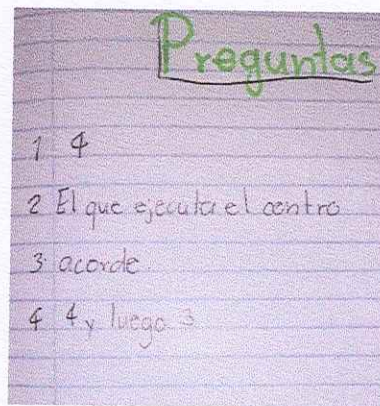 Preguntas
1 4
2 El que ejecuta el centro
3 acorde
4 4 y luego 3